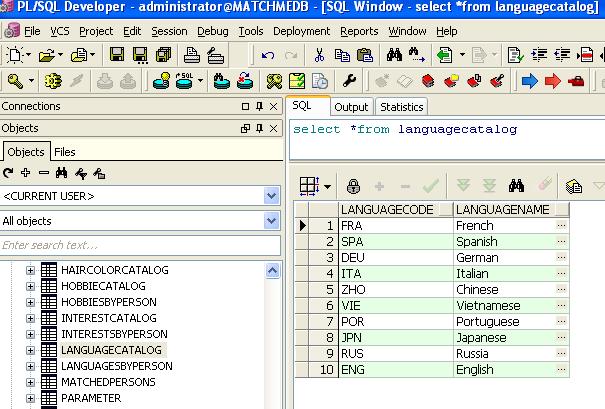 PL/SQL Developer - administrator@MATCHMEDB - [SQL Window - select *from languagecatalog]
File VCS Project Edit Session Debug Tools Deployment Reports Window Help
SQL
Connections
Objects
Objects Files
<CURRENT USER>
All objects
Enter search text...
HAIRCOLORCATALOG
HOBBIECATALOG
HOBBIESBYPERSON
INTERESTCATALOG
INTERESTSBYPERSON
LANGUAGECATALOG
LANGUAGESBYPERSON
MATCHEDPERSONS
PARAMETER
SQL Output Statistics
select *from languagecatalog
LANGUAGECODE LANGUAGENAME
1 FRA French ...
2 SPA Spanish ...
3 DEU German ...
4 ITA Italian ...
5 ZHO Chinese ...
6 VIE Vietnamese ...
7 POR Portuguese ...
8 JPN Japanese ...
9 RUS Russia ...
10 ENG English ...